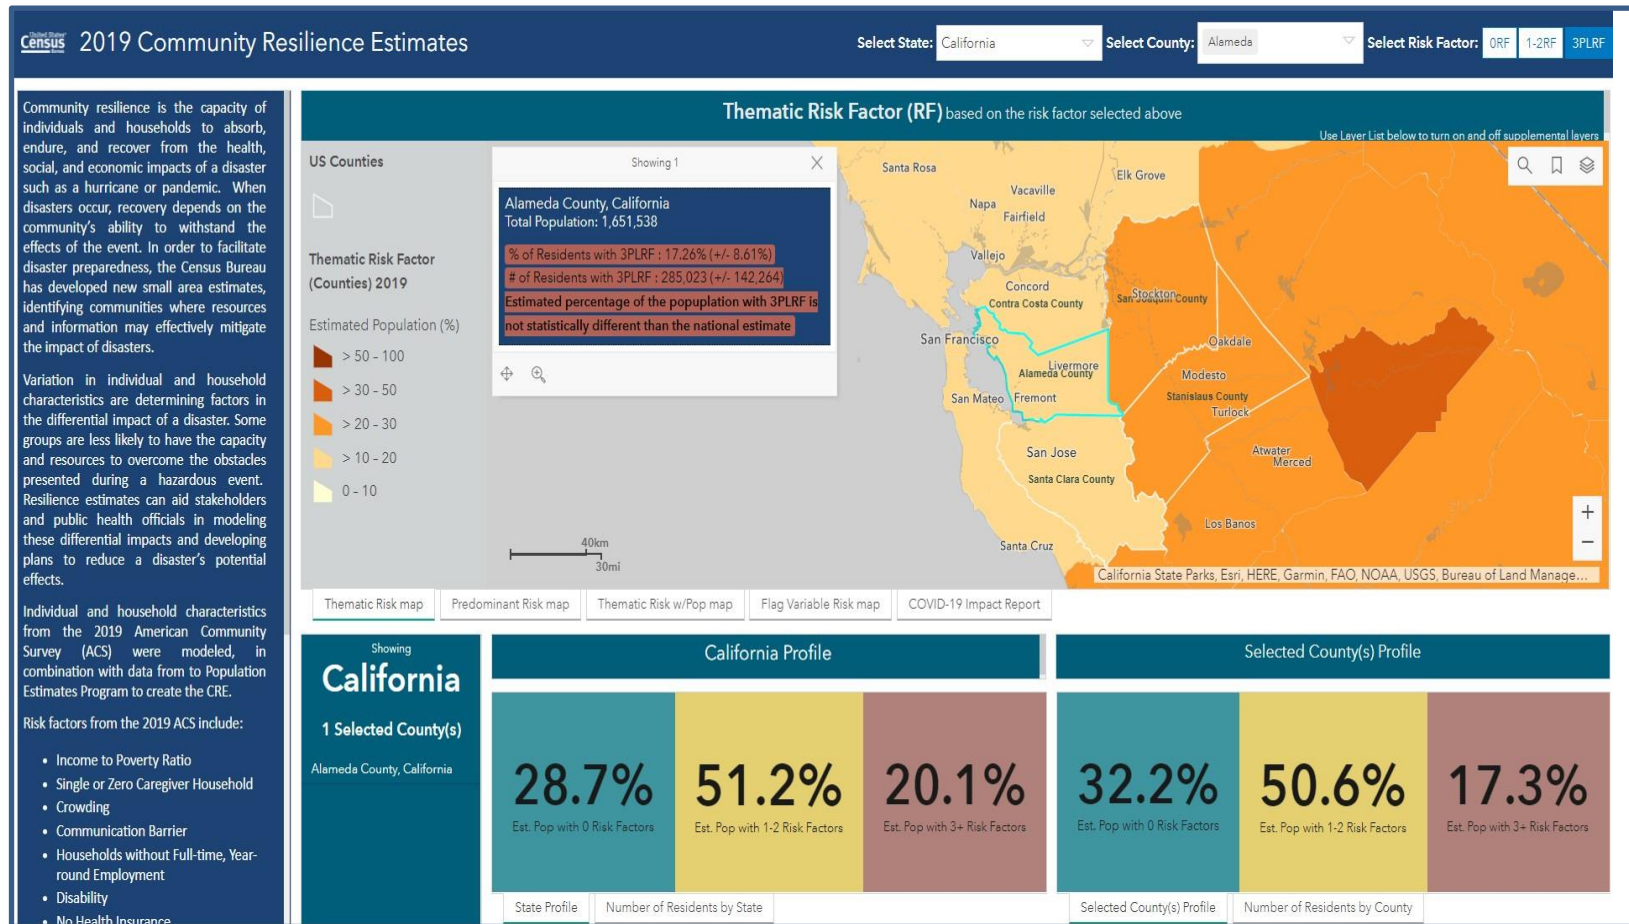 United States®
Census
Bureau
2019 Community Resilience Estimates
Select State: California
Select County: Alameda
Select Risk Factor: 0RF 1-2RF 3PLRF
Community resilience is the capacity of
individuals and households to absorb,
endure, and recover from the health,
social, and economic impacts of a disaster
such as a hurricane or pandemic. When
disasters occur, recovery depends on the
community's ability to withstand the
effects of the event. In order to facilitate
disaster preparedness, the Census Bureau
has developed new small area estimates,
identifying communities where resources
and information may effectively mitigate
the impact of disasters.
Variation in individual and household
characteristics are determining factors in
the differential impact of a disaster. Some
groups are less likely to have the capacity
and resources to overcome the obstacles
presented during a hazardous event.
Resilience estimates can aid stakeholders
and public health officials in modeling
these differential impacts and developing
plans to reduce a disaster's potential
effects.
Individual and household characteristics
from the 2019 American Community
Survey (ACS) were modeled, in
combination with data from to Population
Estimates Program to create the CRE.
Risk factors from the 2019 ACS include:
• Income to Poverty Ratio
• Single or Zero Caregiver Household
• Crowding
• Communication Barrier
• Households without Full-time, Year-
round Employment
• Disability
• No Health Insurance
Thematic Risk Factor (RF) based on the risk factor selected above
Use Layer List below to turn on and off supplemental layers
US Counties
Thematic Risk Factor
(Counties) 2019
Estimated Population (%)
> 50 - 100
> 30 - 50
> 20 - 30
> 10 - 20
0 - 10
Showing 1
Alameda County, California
Total Population: 1,651,538
% of Residents with 3PLRF : 17.26% (+/- 8.61%)
# of Residents with 3PLRF : 285,023 (+/- 142,264)
Estimated percentage of the popuplation with 3PLRF is
not statistically different than the national estimate
Santa Rosa
Elk Grove
Vacaville
Napa
Fairfield
Vallejo
Concord
Contra Costa County
Stockton
San Joaquin County
San Francisco
Oakdale
Livermore
Alameda County
Modesto
San Mateo
Fremont
Stanislaus County
Turlock
San Jose
Atwater
Merced
Santa Clara County
Los Banos
Santa Cruz
40km
30mi
California State Parks, Esri, HERE, Garmin, FAO, NOAA, USGS, Bureau of Land Manage...
Thematic Risk map
Predominant Risk map
Thematic Risk w/Pop map
Flag Variable Risk map
COVID-19 Impact Report
Showing
California
1 Selected County(s)
Alameda County, California
California Profile
28.7%
Est. Pop with 0 Risk Factors
51.2%
Est. Pop with 1-2 Risk Factors
20.1%
Est. Pop with 3+ Risk Factors
State Profile
Number of Residents by State
Selected County(s) Profile
32.2%
Est. Pop with 0 Risk Factors
50.6%
Est. Pop with 1-2 Risk Factors
17.3%
Est. Pop with 3+ Risk Factors
Selected County(s) Profile
Number of Residents by County